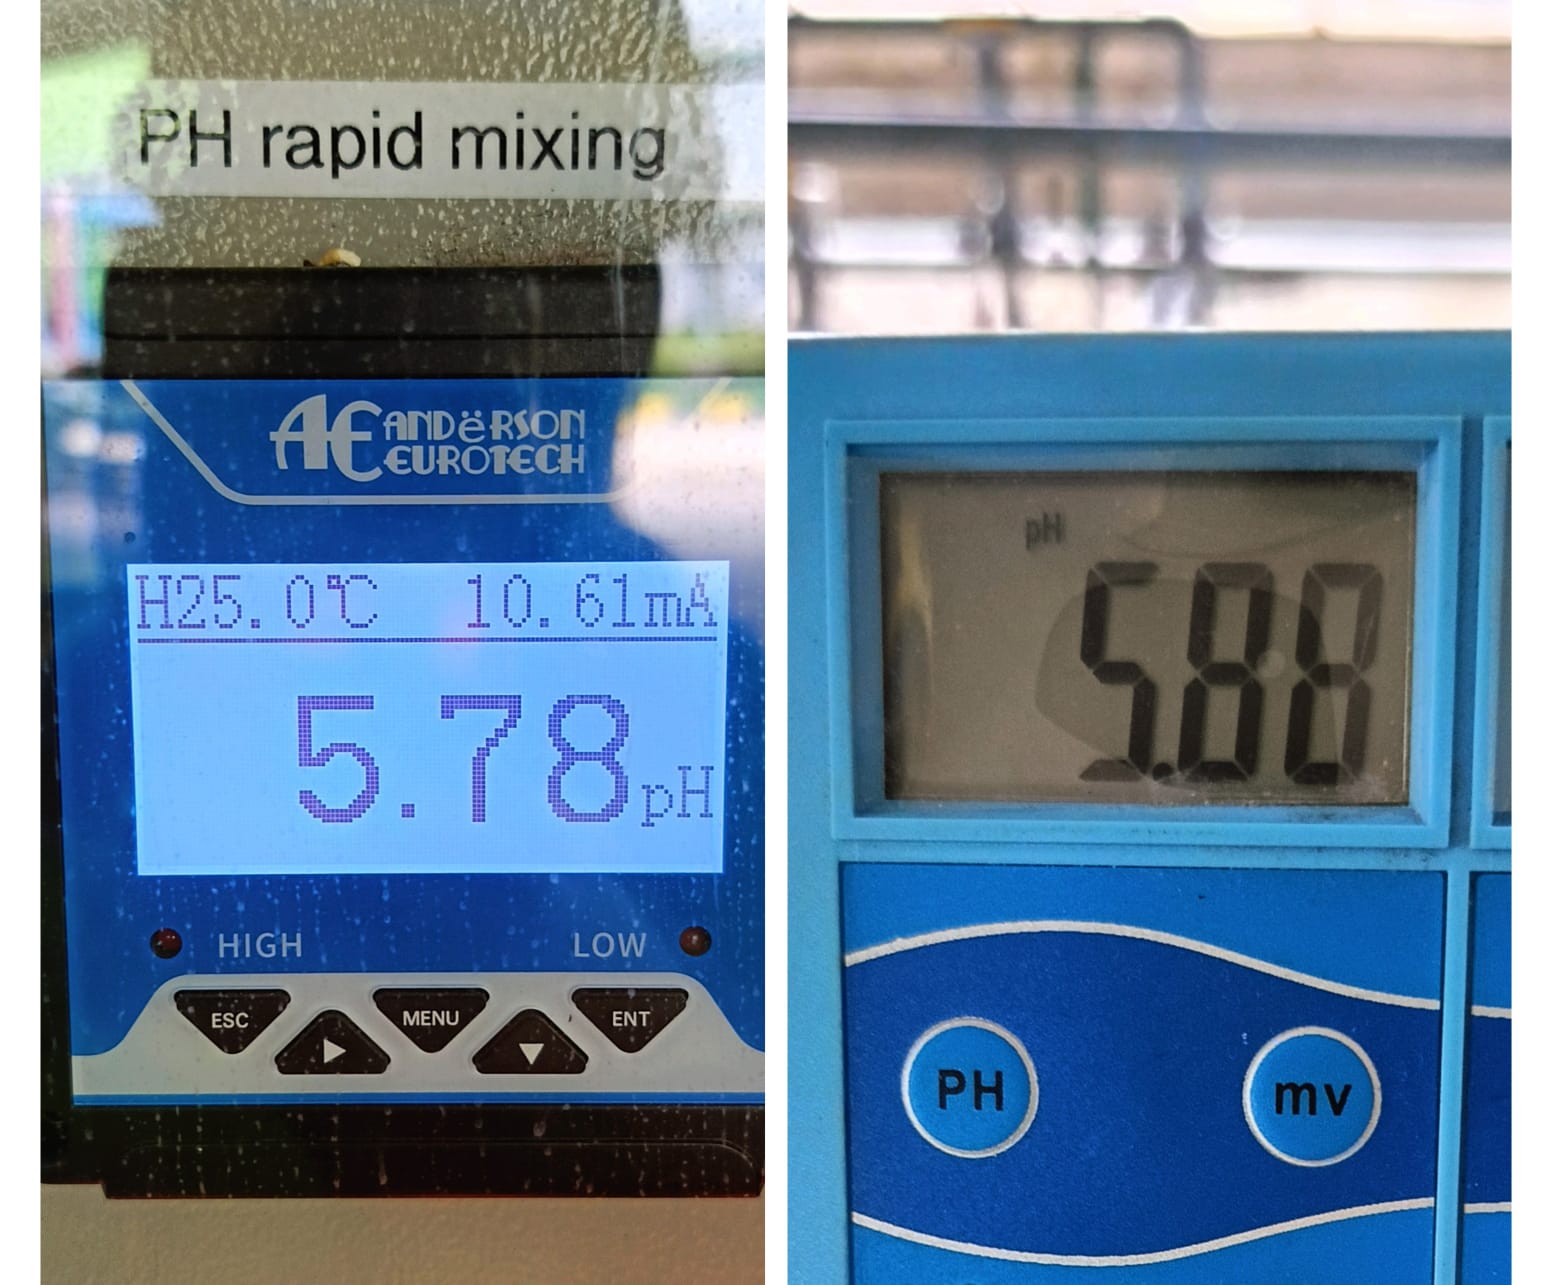 PH rapid mixing
AE ANDëRSON
EUROTECH
H25.0℃ 10.61mA
5.78pH
HIGH LOW
ESC MENU ENT
pH
5.88
PH mv